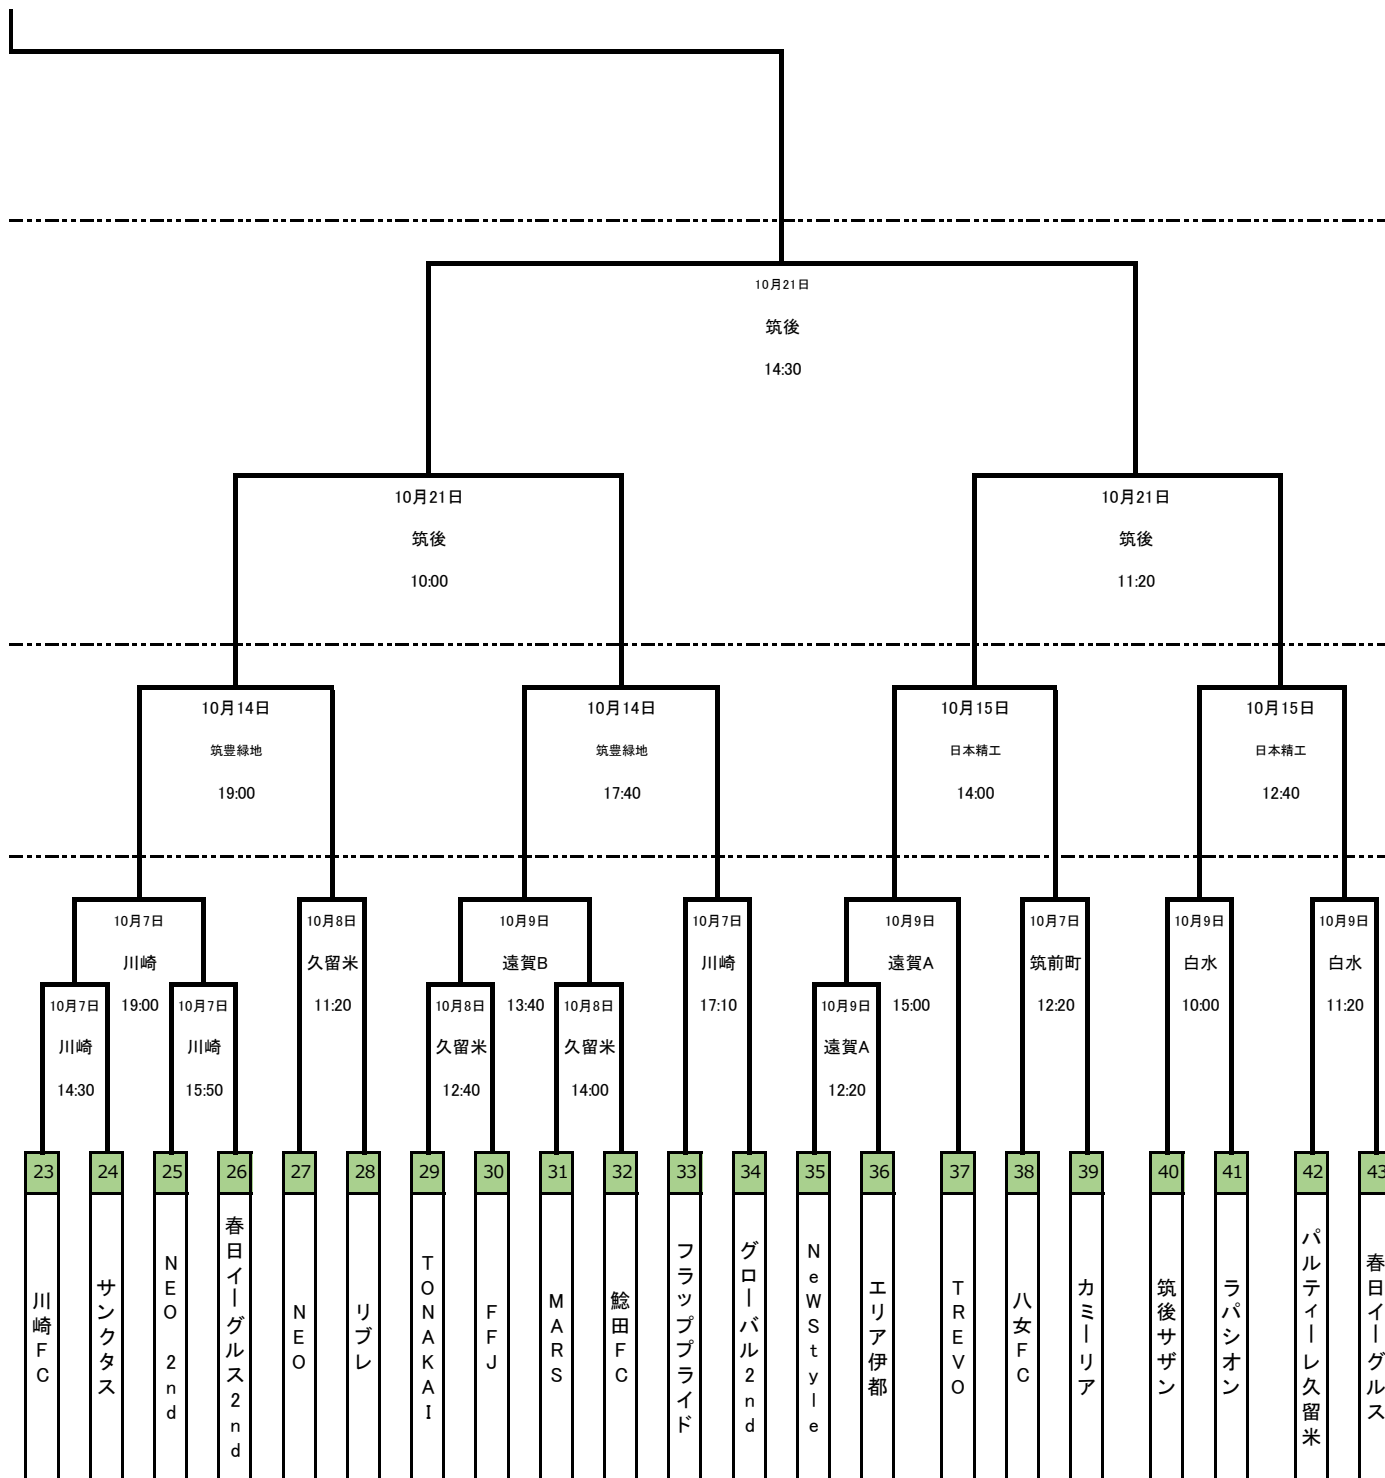 10月21日
筑後
14:30
10月21日
筑後
10:00
10月21日
筑後
11:20
10月14日
筑豊緑地
19:00
10月14日
筑豊緑地
17:40
10月15日
日本精工
14:00
10月15日
日本精工
12:40
10月7日
川崎
19:00
10月8日
久留米
11:20
10月9日
遠賀B
13:40
10月7日
川崎
17:10
10月9日
遠賀A
15:00
10月7日
筑前町
12:20
10月9日
白水
10:00
10月9日
白水
11:20
10月7日
川崎
14:30
10月7日
川崎
15:50
10月8日
久留米
12:40
10月8日
久留米
14:00
10月9日
遠賀A
12:20
23
24
25
26
27
28
29
30
31
32
33
34
35
36
37
38
39
40
41
42
43
川崎FC
サンクタス
NEO 2nd
春日イーグルス2nd
NEO
リブレ
TONAKAI
FFJ
MARS
鯰田FC
フラッププライド
グローバル2nd
NeWStyle
エリア伊都
TREVO
八女FC
カミーリア
筑後サザン
ラパシオン
パルティーレ久留米
春日イーグルス